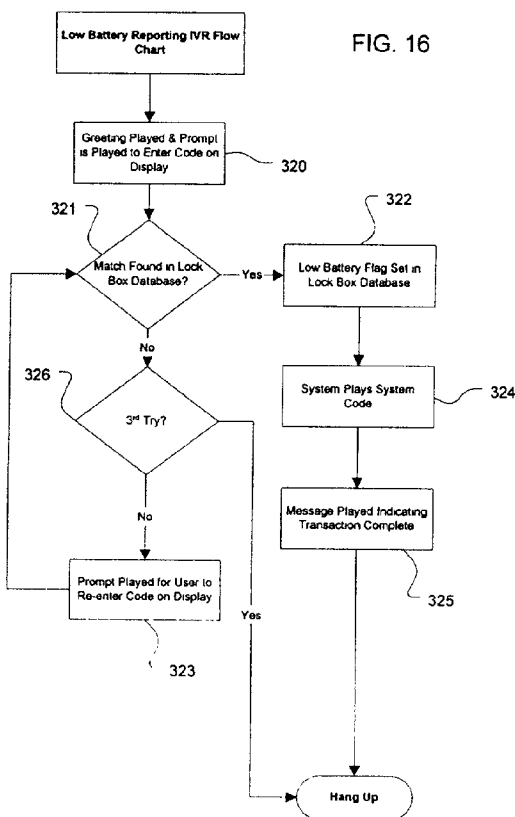 Low Battery Reporting IVR Flow
Chart
FIG. 16
Greeting Played & Prompt
is Played to Enter Code on
Display
320
321
322
Match Found in Lock
Box Database?
Yes
Low Battery Flag Set in
Lock Box Database
No
326
3rd Try?
System Plays System
Code
324
No
Message Played Indicating
Transaction Complete
325
Prompt Played for User to
Re-enter Code on Display
323
Yes
Hang Up